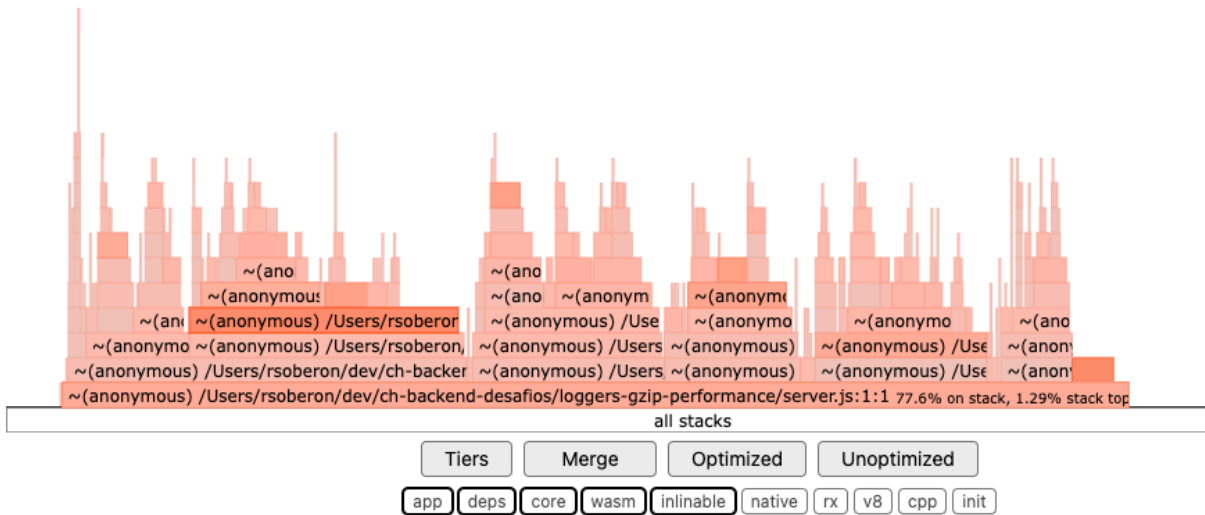 ~(ano
~(ano
~(anonymous
~(ano
~(anonym
~(anonymo
~(ano
~(anonymous) /Users/rsoberon
~(anonymous) /Use
~(anonymo
~(anonymo
~(ano
~(anonymo
~(anonymous) /Users/rsoberon/
~(anonymous) /Users
~(anonymous)
~(anonymous) /Use
~(anon
~(anonymous) /Users/rsoberon/dev/ch-backer
~(anonymous) /Users
~(anonymous)
~(anonymous) /Use
~(anon
~(anonymous) /Users/rsoberon/dev/ch-backend-desafios/loggers-gzip-performance/server.js:1:1 77.6% on stack, 1.29% stack top
all stacks
Tiers Merge Optimized Unoptimized
app deps core wasm inlinable native rx v8 cpp init